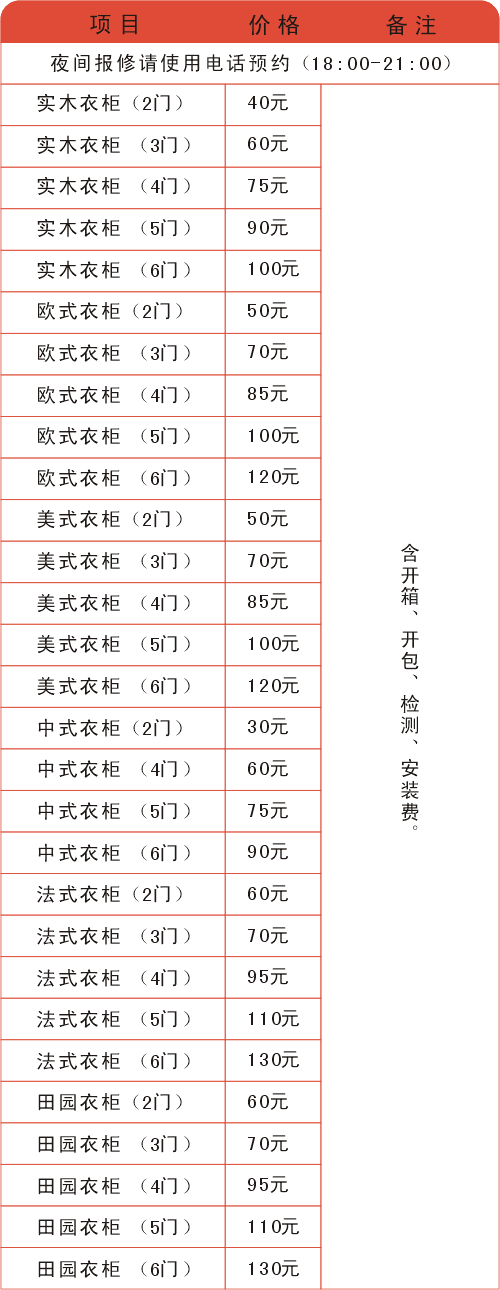 项目 价格 备注
夜间报修请使用电话预约（18:00-21:00）
实木衣柜（2门） 40元
实木衣柜 （3门） 60元
实木衣柜 （4门） 75元
实木衣柜 （5门） 90元
实木衣柜 （6门） 100元
欧式衣柜（2门） 50元
欧式衣柜 （3门） 70元
欧式衣柜 （4门） 85元
欧式衣柜 （5门） 100元
欧式衣柜 （6门） 120元
美式衣柜（2门） 50元
美式衣柜 （3门） 70元
美式衣柜 （4门） 85元
美式衣柜 （5门） 100元
美式衣柜 （6门） 120元
中式衣柜（2门） 30元
中式衣柜 （4门） 60元
中式衣柜 （5门） 75元
中式衣柜 （6门） 90元
法式衣柜（2门） 60元
法式衣柜 （3门） 70元
法式衣柜 （4门） 95元
法式衣柜 （5门） 110元
法式衣柜 （6门） 130元
田园衣柜（2门） 60元
田园衣柜 （3门） 70元
田园衣柜 （4门） 95元
田园衣柜 （5门） 110元
田园衣柜 （6门） 130元
含开箱、开包、检测、安装费。